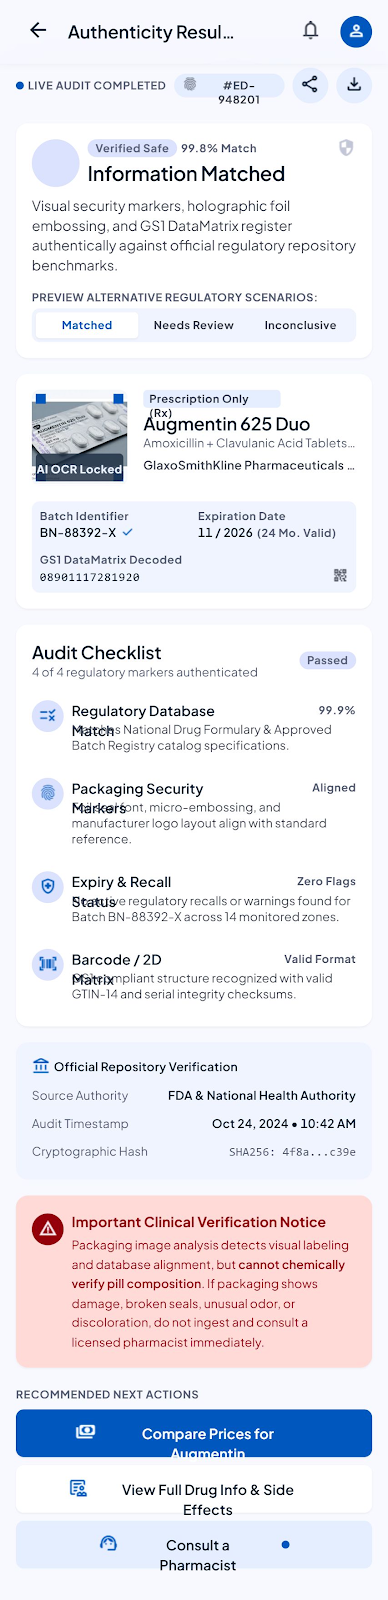 Authenticity Resul...
LIVE AUDIT COMPLETED
#ED-
948201
Verified Safe 99.8% Match
Information Matched
Visual security markers, holographic foil
embossing, and GS1 DataMatrix register
authentically against official regulatory repository
benchmarks.
PREVIEW ALTERNATIVE REGULATORY SCENARIOS:
Matched Needs Review Inconclusive
Prescription Only
(Rx)
Augmentin 625 Duo
Amoxicillin + Clavulanic Acid Tablets...
GlaxoSmithKline Pharmaceuticals ...
AUGMENTIN 625
AI OCR Locked
Batch Identifier Expiration Date
BN-88392-X 11 / 2026 (24 Mo. Valid)
GS1 DataMatrix Decoded
08901117281920
Audit Checklist
4 of 4 regulatory markers authenticated
Passed
Regulatory Database
Match
99.9%
National Drug Formulary & Approved
Batch Registry catalog specifications.
Packaging Security
Markers
Aligned
font, micro-embossing, and
manufacturer logo layout align with standard
reference.
Expiry & Recall
Status
Zero Flags
regulatory recalls or warnings found for
Batch BN-88392-X across 14 monitored zones.
Barcode / 2D
Matrix
Valid Format
compliant structure recognized with valid
GTIN-14 and serial integrity checksums.
Official Repository Verification
Source Authority FDA & National Health Authority
Audit Timestamp Oct 24, 2024 • 10:42 AM
Cryptographic Hash SHA256: 4f8a...c39e
Important Clinical Verification Notice
Packaging image analysis detects visual labeling
and database alignment, but cannot chemically
verify pill composition. If packaging shows
damage, broken seals, unusual odor, or
discoloration, do not ingest and consult a
licensed pharmacist immediately.
RECOMMENDED NEXT ACTIONS
Compare Prices for
Augmentin
View Full Drug Info & Side
Effects
Consult a
Pharmacist